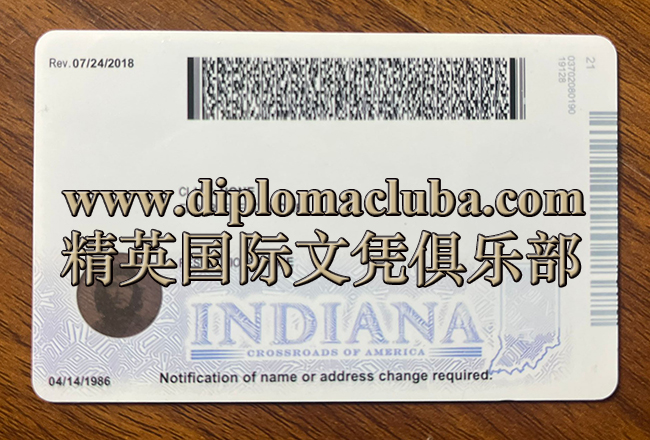 Rev. 07/24/2018
21
03702080190
19128
www.diplomacluba.com
精英国际文凭俱乐部
INDIANA
CROSSROADS OF AMERICA
04/14/1986
Notification of name or address change required.